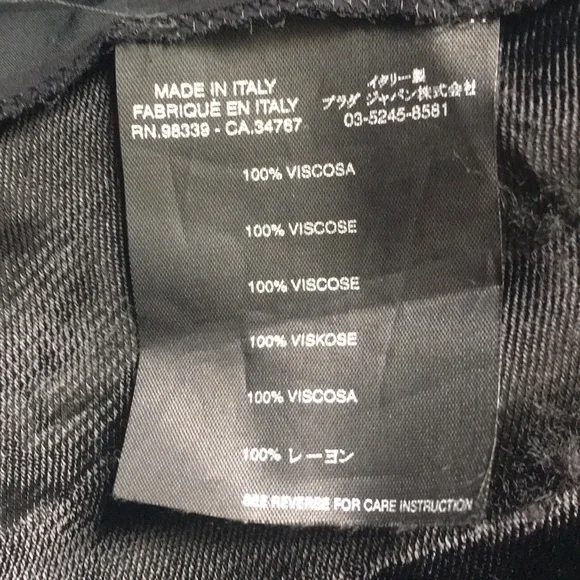 MADE IN ITALY
FABRIQUÉ EN ITALY
RN.98339 - CA.34767
イタリー製
プラダ ジャパン株式会社
03-5245-8581
100% VISCOSA
100% VISCOSE
100% VISCOSE
100% VISKOSE
100% VISCOSA
100% レーヨン
SEE REVERSE FOR CARE INSTRUCTION